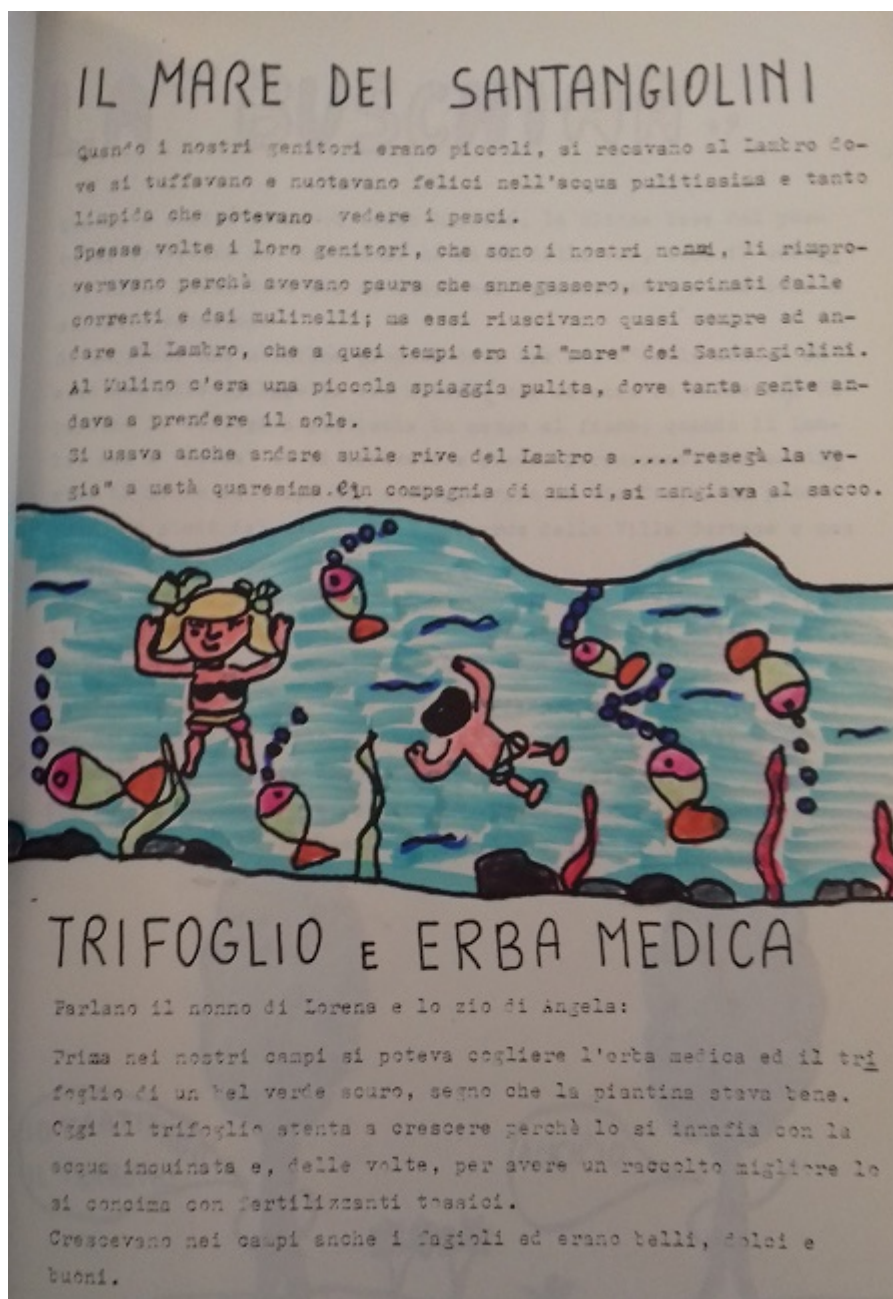 IL MARE DEI SANTANGIOLINI
Quando i nostri genitori erano piccoli, si recavano al Lambro do-
ve si tuffavano e nuotavano felici nell'acqua pulitissima e tanto
limpida che potevano vedere i pesci.
Spesse volte i loro genitori, che sono i nostri nonni, li rimpro-
veravano perchè avevano paura che annegassero, trascinati dalle
correnti e dai mulinelli; ma essi riuscivano quasi sempre ad an-
dare al Lambro, che a quei tempi era il "mare" dei Santangiolini.
Al Mulino c'era una piccola spiaggia pulita, dove tanta gente an-
dava a prendere il sole.
Si usava anche andare sulle rive del Lambro a ...."resegà la ve-
gia" a metà quaresima.e in compagnia di amici,si mangiava al sacco.
TRIFOGLIO E ERBA MEDICA
Parlano il nonno di Lorena e lo zio di Angela:
Prima nei nostri campi si poteva cogliere l'erba medica ed il tri
foglio di un bel verde scuro, segno che la piantina stava bene.
Oggi il trifoglio stenta a crescere perchè lo si innafia con la
acqua inquinata e, delle volte, per avere un raccolto migliore lo
si concima con fertilizzanti tossici.
Crescevano nei campi anche i fagioli ed erano belli, dolci e
buoni.